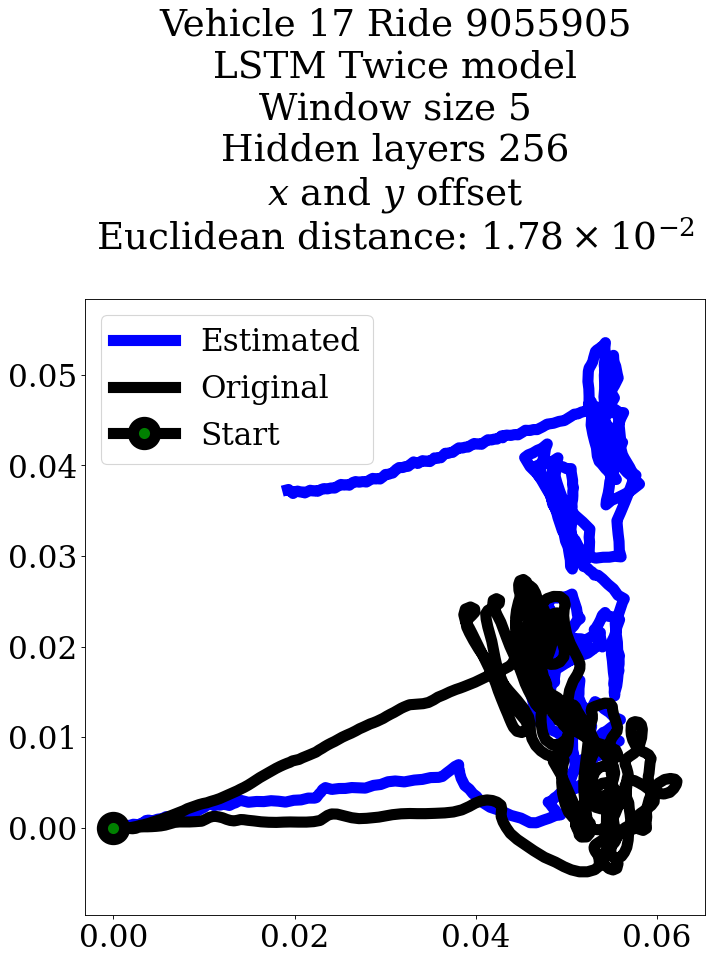 Vehicle 17 Ride 9055905
LSTM Twice model
Window size 5
Hidden layers 256
x and y offset
Euclidean distance: 1.78 × 10⁻²
Estimated
Original
Start
0.05
0.04
0.03
0.02
0.01
0.00
0.00 0.02 0.04 0.06